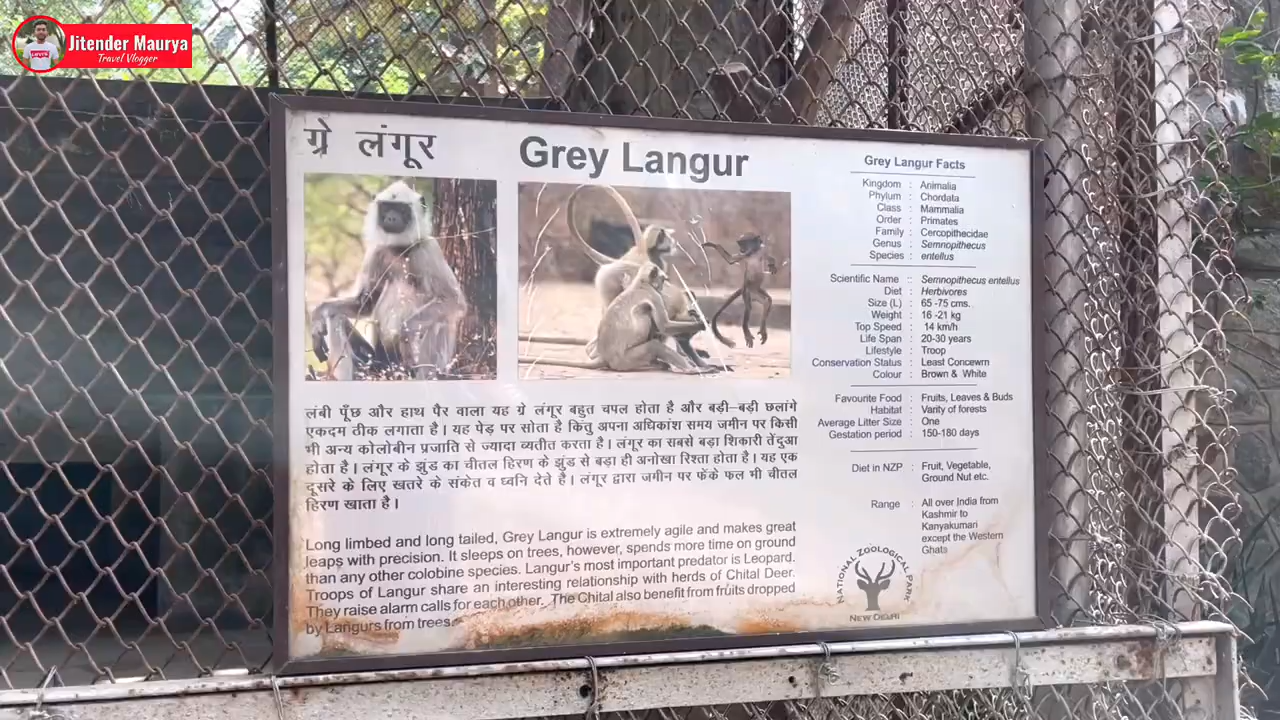 Jitender Maurya
Travel Vlogger
ग्रे लंगूर
Grey Langur
लंबी पूँछ और हाथ पैर वाला यह ग्रे लंगूर बहुत चपल होता है और बड़ी–बड़ी छलांगे
एकदम ठीक लगाता है। यह पेड़ पर सोता है किंतु अपना अधिकांश समय जमीन पर किसी
भी अन्य कोलोबीन प्रजाति से ज्यादा व्यतीत करता है। लंगूर का सबसे बड़ा शिकारी तेंदुआ
होता है। लंगूर के झुंड का चीतल हिरण के झुंड से बड़ा ही अनोखा रिश्ता होता है। यह एक
दूसरे के लिए खतरे के संकेत व ध्वनि देते है। लंगूर द्वारा जमीन पर फेंके फल भी चीतल
हिरण खाता है।
Long limbed and long tailed, Grey Langur is extremely agile and makes great
leaps with precision. It sleeps on trees, however, spends more time on ground
than any other colobine species. Langur's most important predator is Leopard.
Troops of Langur share an interesting relationship with herds of Chital Deer.
They raise alarm calls for each other. The Chital also benefit from fruits dropped
by Langurs from trees.
Grey Langur Facts
Kingdom : Animalia
Phylum : Chordata
Class : Mammalia
Order : Primates
Family : Cercopithecidae
Genus : Semnopithecus
Species : entellus
Scientific Name : Semnopithecus entellus
Diet : Herbivores
Size (L) : 65 -75 cms.
Weight : 16 -21 kg
Top Speed : 14 km/h
Life Span : 20-30 years
Lifestyle : Troop
Conservation Status : Least Concewrn
Colour : Brown & White
Favourite Food : Fruits, Leaves & Buds
Habitat : Varity of forests
Average Litter Size : One
Gestation period : 150-180 days
Diet in NZP : Fruit, Vegetable,
Ground Nut etc.
Range : All over India from
Kashmir to
Kanyakumari
except the Western
Ghats
NATIONAL ZOOLOGICAL PARK
NEW DELHI